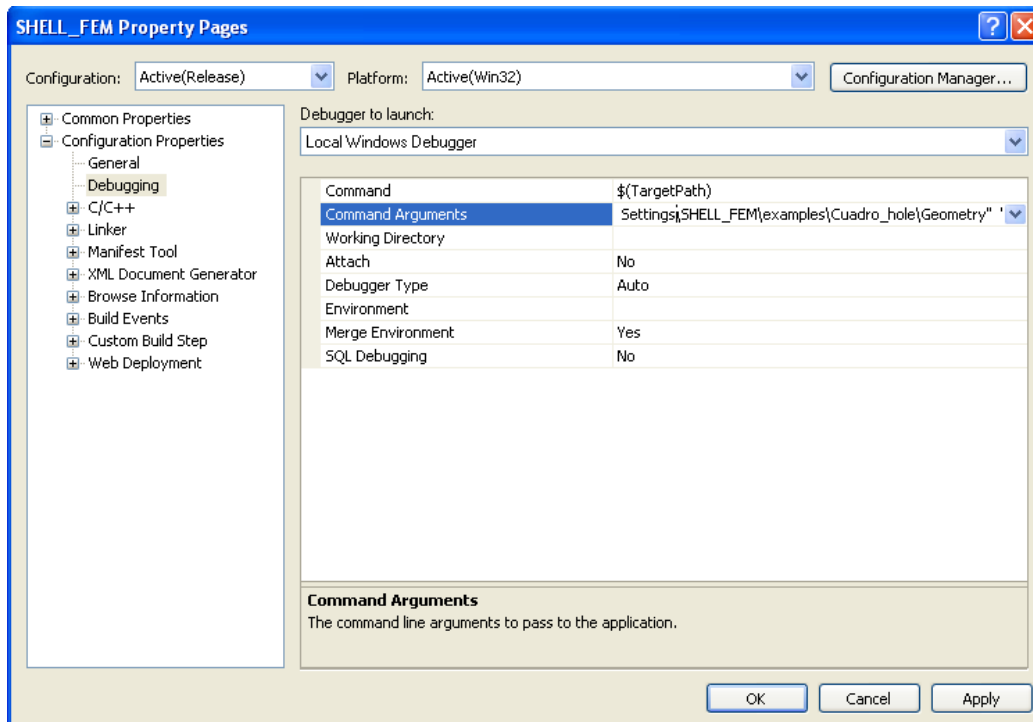 SHELL_FEM Property Pages
Configuration: Active(Release) Platform: Active(Win32) Configuration Manager...
Common Properties
Configuration Properties
General
Debugging
C/C++
Linker
Manifest Tool
XML Document Generator
Browse Information
Build Events
Custom Build Step
Web Deployment
Debugger to launch:
Local Windows Debugger
Command $(TargetPath)
Command Arguments Settings\SHELL_FEM\examples\Cuadro_hole\Geometry" "
Working Directory
Attach No
Debugger Type Auto
Environment
Merge Environment Yes
SQL Debugging No
Command Arguments
The command line arguments to pass to the application.
OK Cancel Apply